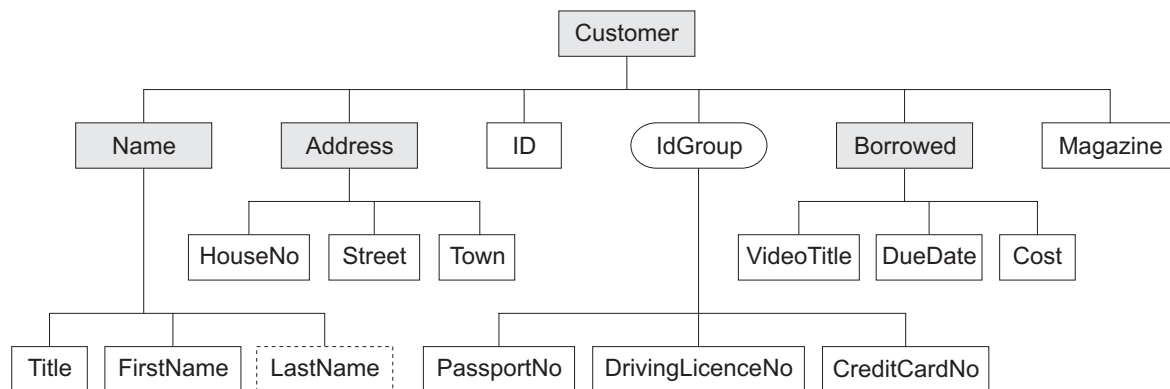 Customer
Name Address ID IdGroup Borrowed Magazine
HouseNo Street Town VideoTitle DueDate Cost
Title FirstName LastName PassportNo DrivingLicenceNo CreditCardNo